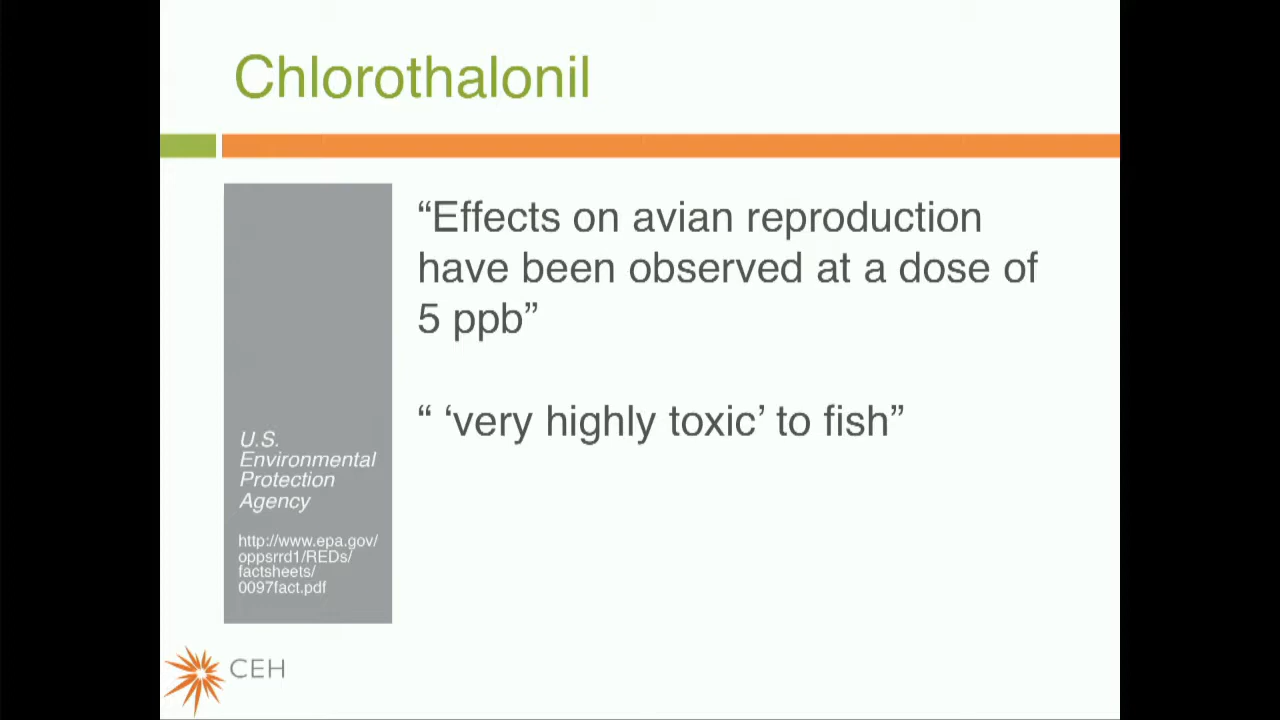 Chlorothalonil
“Effects on avian reproduction
have been observed at a dose of
5 ppb”
“ ‘very highly toxic’ to fish”
U.S.
Environmental
Protection
Agency
http://www.epa.gov/
oppsrrd1/REDs/
factsheets/
0097fact.pdf
CEH